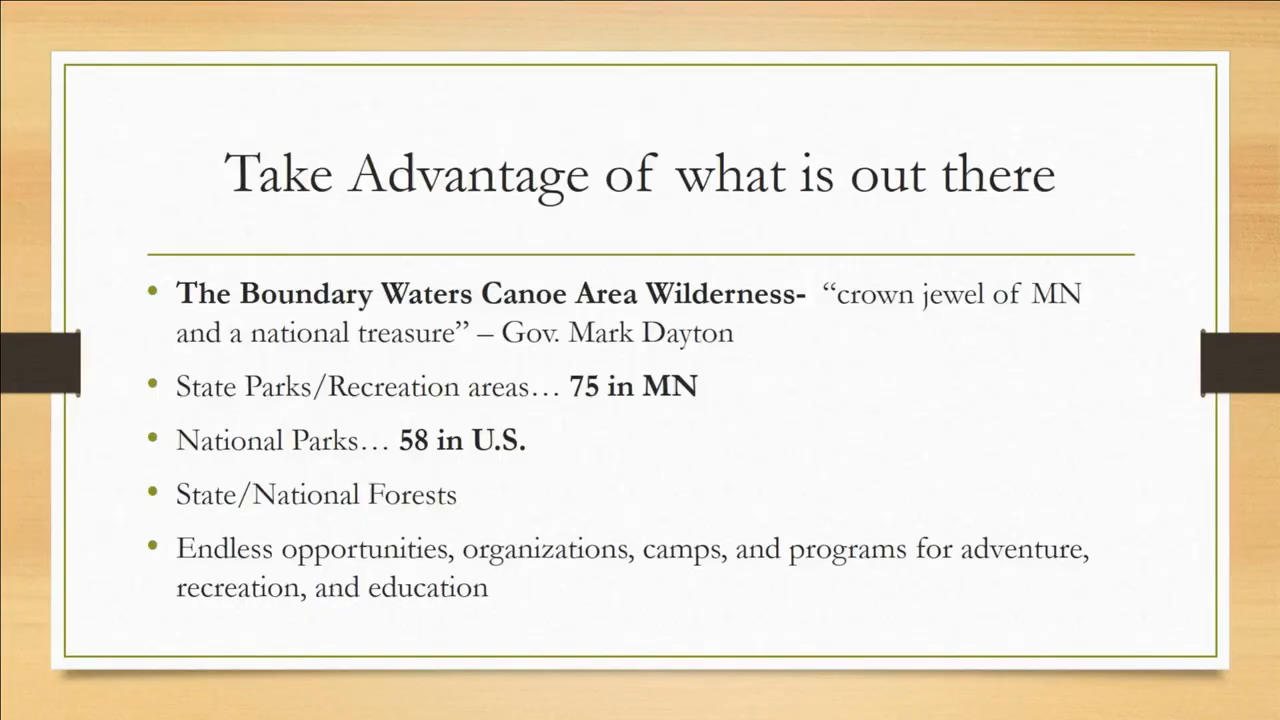 Take Advantage of what is out there
• The Boundary Waters Canoe Area Wilderness- “crown jewel of MN
and a national treasure” – Gov. Mark Dayton
• State Parks/Recreation areas… 75 in MN
• National Parks… 58 in U.S.
• State/National Forests
• Endless opportunities, organizations, camps, and programs for adventure,
recreation, and education